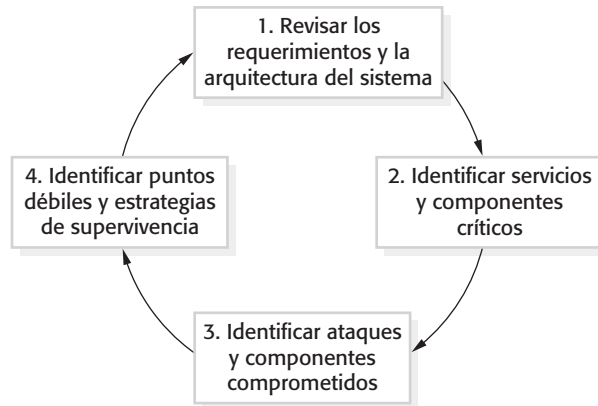 1. Revisar los
requerimientos y la
arquitectura del sistema
2. Identificar servicios
y componentes
críticos
3. Identificar ataques
y componentes
comprometidos
4. Identificar puntos
débiles y estrategias
de supervivencia